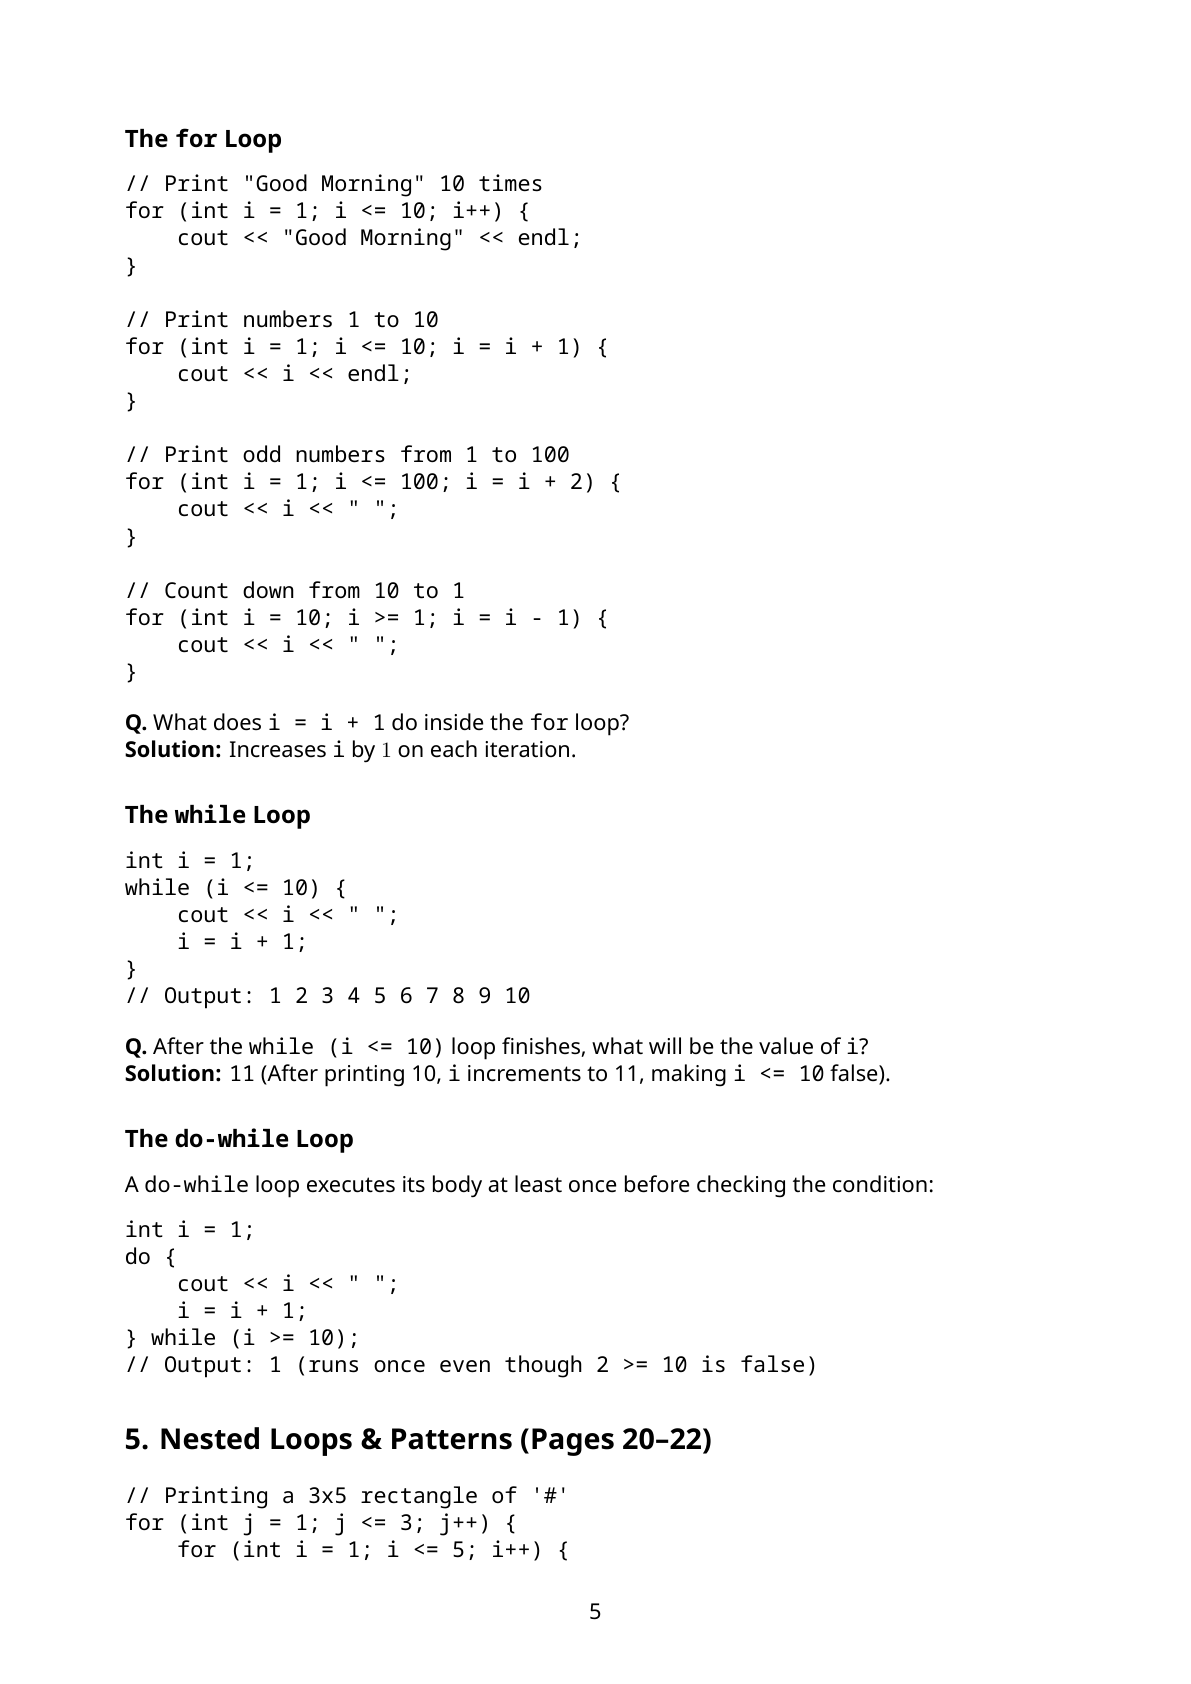 The for Loop
// Print "Good Morning" 10 times
for (int i = 1; i <= 10; i++) {
    cout << "Good Morning" << endl;
}
// Print numbers 1 to 10
for (int i = 1; i <= 10; i = i + 1) {
    cout << i << endl;
}
// Print odd numbers from 1 to 100
for (int i = 1; i <= 100; i = i + 2) {
    cout << i << " ";
}
// Count down from 10 to 1
for (int i = 10; i >= 1; i = i - 1) {
    cout << i << " ";
}
Q. What does i = i + 1 do inside the for loop?
Solution: Increases i by 1 on each iteration.
The while Loop
int i = 1;
while (i <= 10) {
    cout << i << " ";
    i = i + 1;
}
// Output: 1 2 3 4 5 6 7 8 9 10
Q. After the while (i <= 10) loop finishes, what will be the value of i?
Solution: 11 (After printing 10, i increments to 11, making i <= 10 false).
The do-while Loop
A do-while loop executes its body at least once before checking the condition:
int i = 1;
do {
    cout << i << " ";
    i = i + 1;
} while (i >= 10);
// Output: 1 (runs once even though 2 >= 10 is false)
5. Nested Loops & Patterns (Pages 20–22)
// Printing a 3x5 rectangle of '#'
for (int j = 1; j <= 3; j++) {
    for (int i = 1; i <= 5; i++) {
5